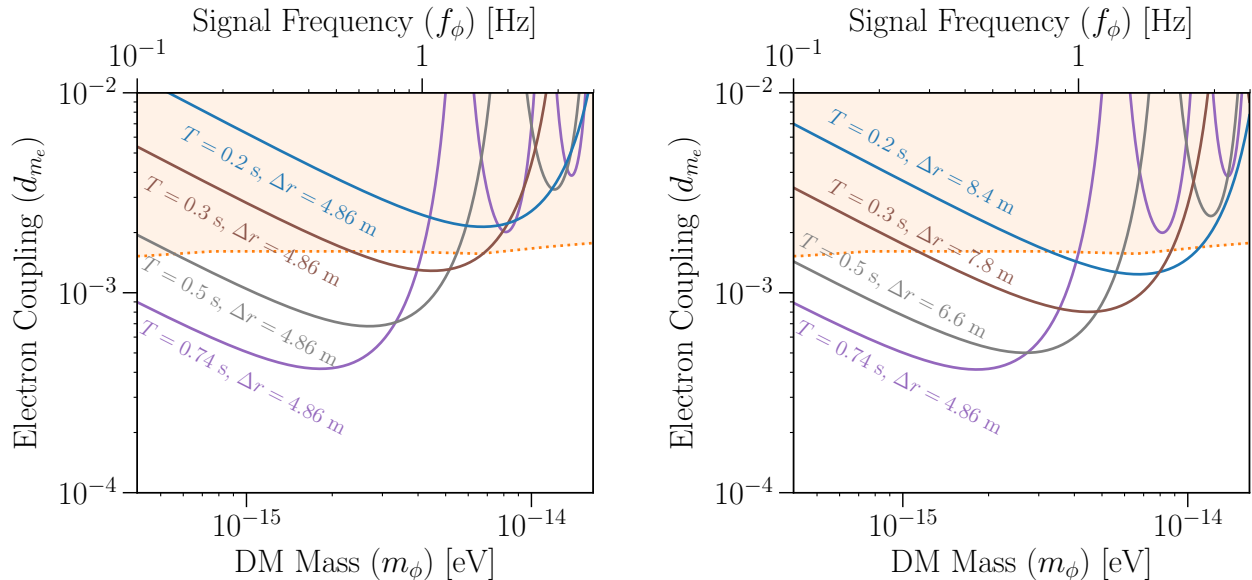 Signal Frequency (f_ϕ) [Hz]
10^−1
1
10^−2
10^−3
10^−4
Electron Coupling (d_{m_e})
T = 0.2 s, Δr = 4.86 m
T = 0.3 s, Δr = 4.86 m
T = 0.5 s, Δr = 4.86 m
T = 0.74 s, Δr = 4.86 m
10^−15
10^−14
DM Mass (m_ϕ) [eV]
Signal Frequency (f_ϕ) [Hz]
10^−1
1
10^−2
10^−3
10^−4
Electron Coupling (d_{m_e})
T = 0.2 s, Δr = 8.4 m
T = 0.3 s, Δr = 7.8 m
T = 0.5 s, Δr = 6.6 m
T = 0.74 s, Δr = 4.86 m
10^−15
10^−14
DM Mass (m_ϕ) [eV]